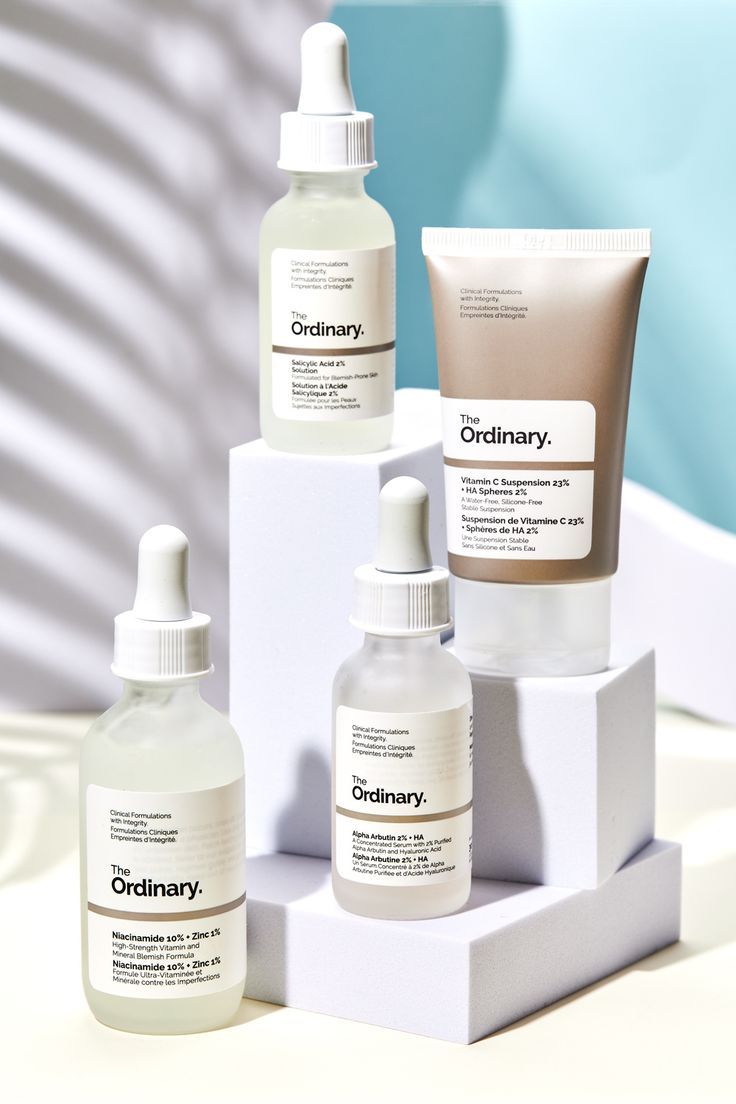 Clinical Formulations
with Integrity.
Formulations Cliniques
Empreintes d'Intégrité.
The
Ordinary.
Salicylic Acid 2%
Solution
Formulated for Blemish-Prone Skin
Solution à l'Acide
Salicylique 2%
Formulée pour les Peaux
Sujettes aux Imperfections
Clinical Formulations
with Integrity.
Formulations Cliniques
Empreintes d'Intégrité.
The
Ordinary.
Vitamin C Suspension 23%
+ HA Spheres 2%
A Water-Free, Silicone-Free
Stable Suspension
Suspension de Vitamine C 23%
+ Sphères de HA 2%
Une Suspension Stable
Sans Silicone et Sans Eau
Clinical Formulations
with Integrity.
Formulations Cliniques
Empreintes d'Intégrité.
The
Ordinary.
Alpha Arbutin 2% + HA
A Concentrated Serum with 2% Purified
Alpha Arbutin and Hyaluronic Acid
Alpha Arbutine 2% + HA
Un Sérum Concentré à 2% de Alpha
Arbutine Purifiée et d'Acide Hyaluronique
Clinical Formulations
with Integrity.
Formulations Cliniques
Empreintes d'Intégrité.
The
Ordinary.
Niacinamide 10% + Zinc 1%
High-Strength Vitamin and
Mineral Blemish Formula
Niacinamide 10% + Zinc 1%
Formule Ultra-Vitaminée et
Minérale contre les Imperfections